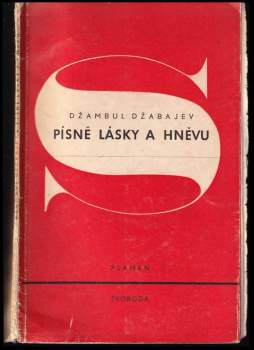 S
DŽAMBUL DŽABAJEV
PÍSNĚ LÁSKY A HNĚVU
PLAMEN
SVOBODA